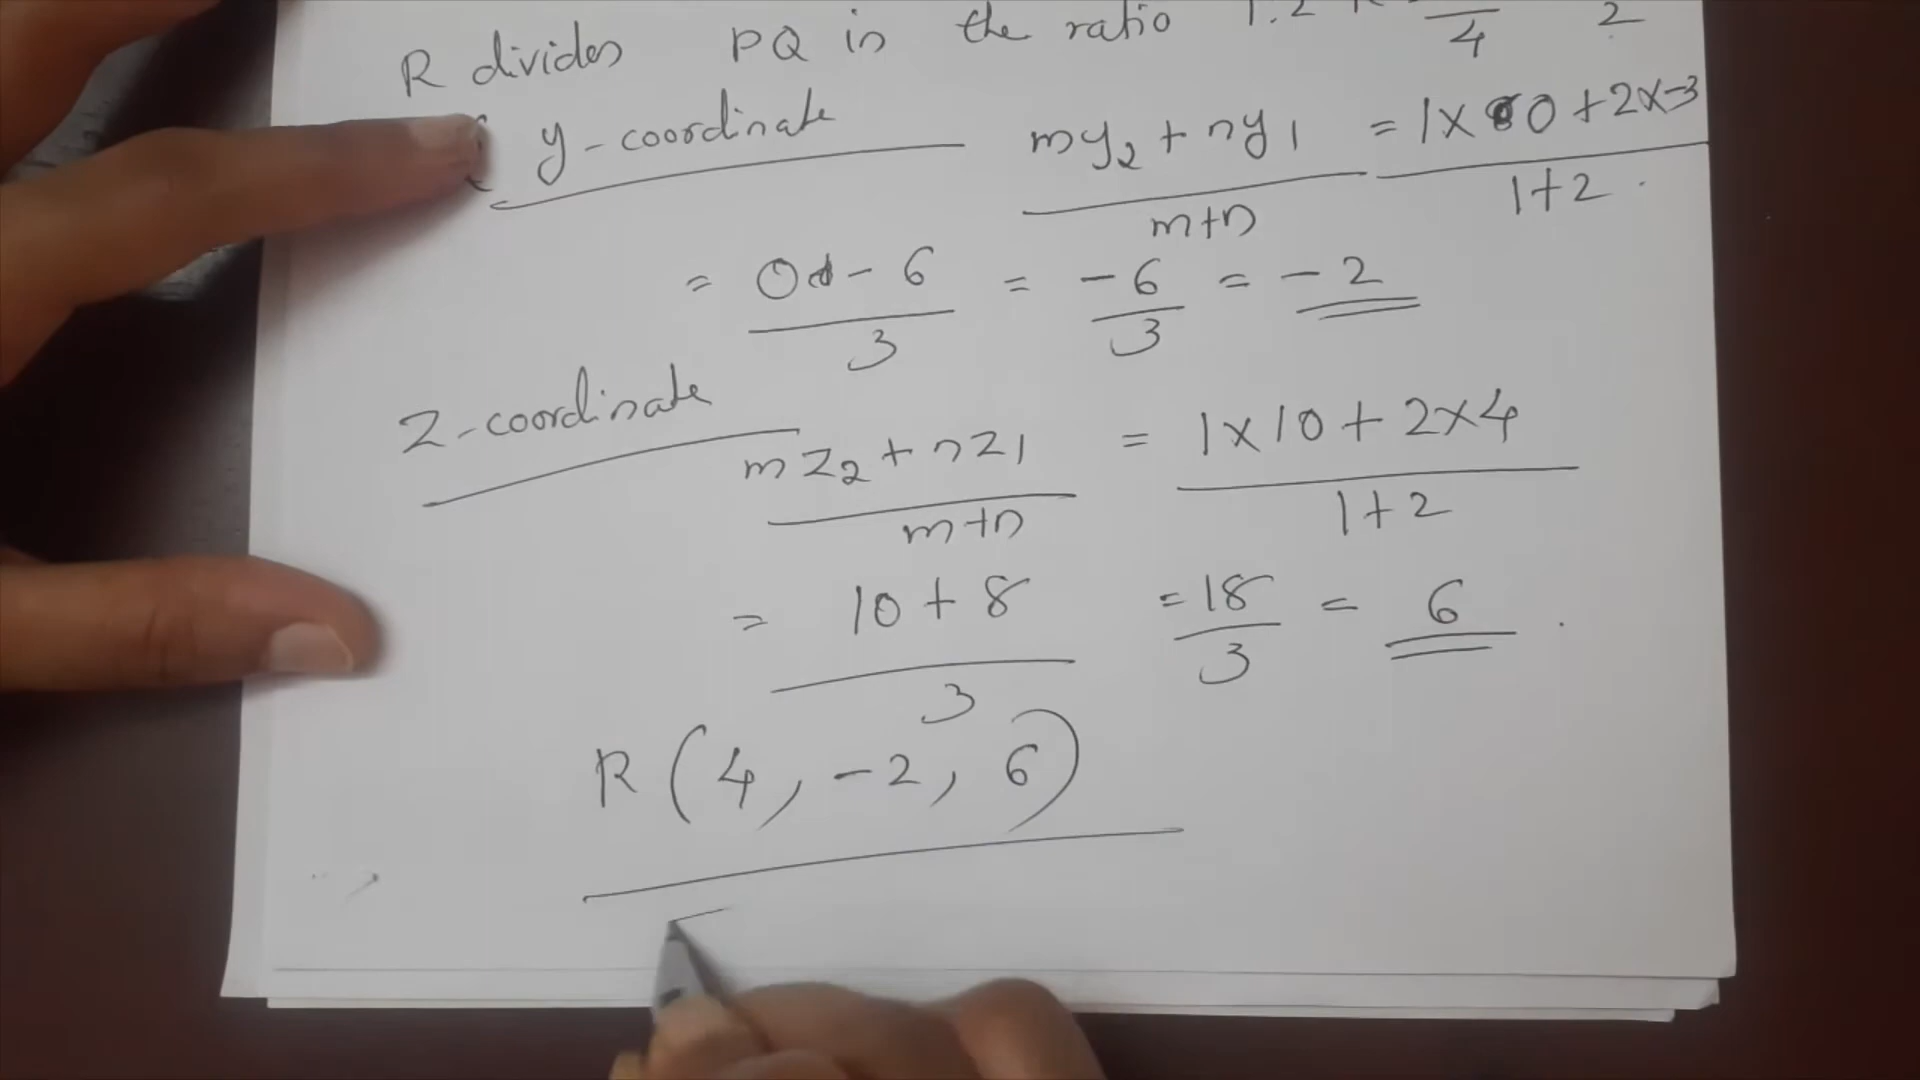 R divides PQ in the ratio 1:2
4 2
y-coordinate my₂ + ny₁ / m+n = 1×0 + 2×-3 / 1+2
= 0 - 6 / 3 = -6 / 3 = -2
Z-coordinate
mz₂ + nz₁ / m+n = 1×10 + 2×4 / 1+2
= 10 + 8 / 3 = 18 / 3 = 6
R (4, -2, 6)